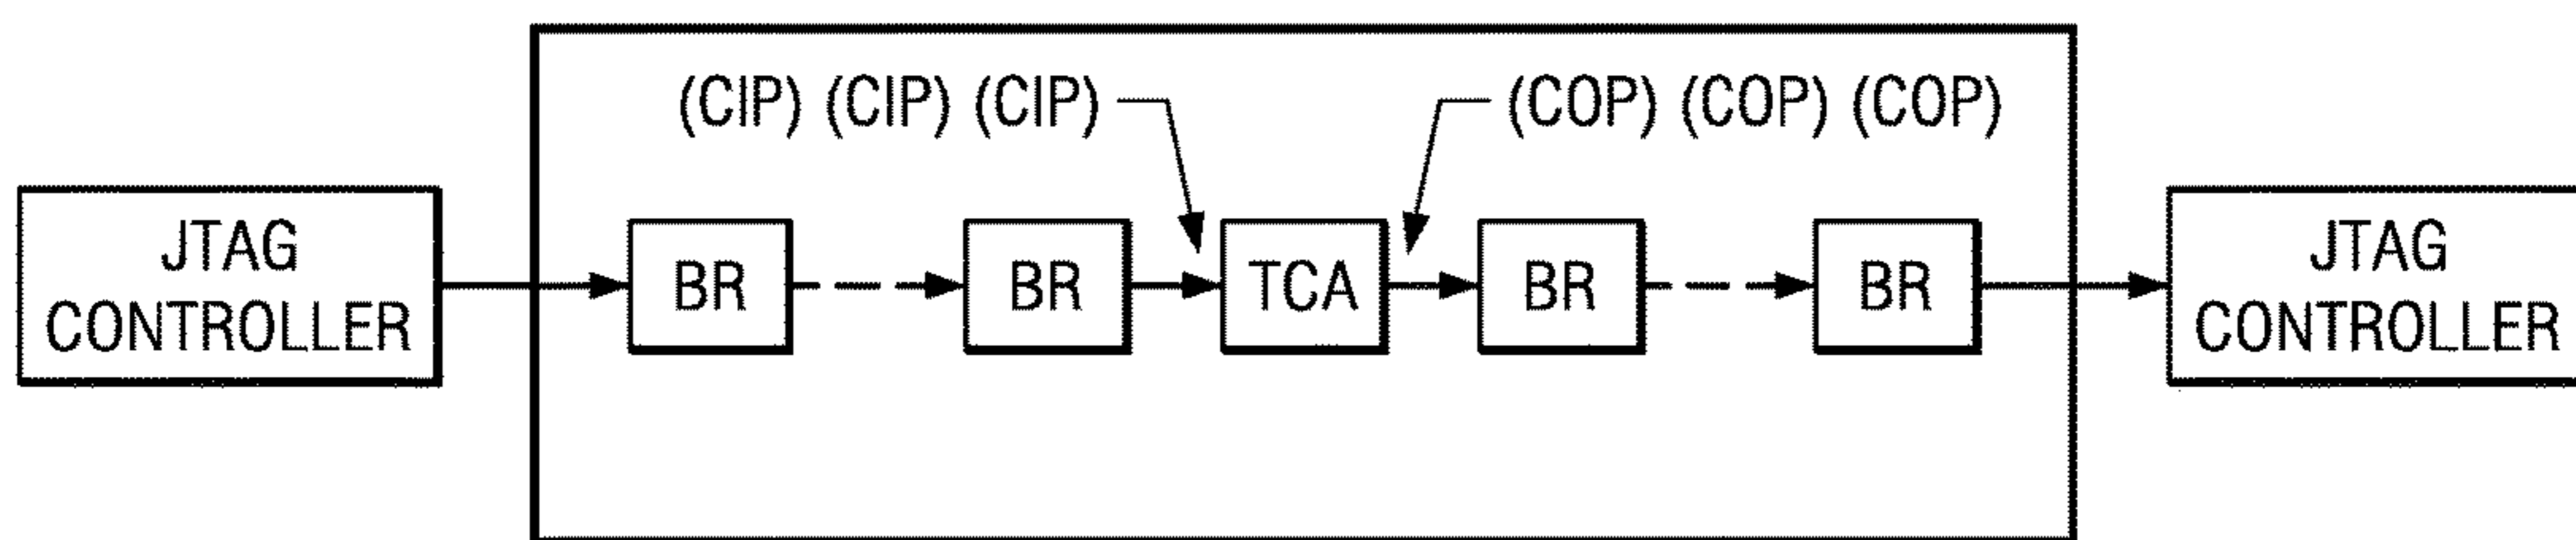 (CIP) (CIP) (CIP)
(COP) (COP) (COP)
JTAG
CONTROLLER
BR
BR
TCA
BR
BR
JTAG
CONTROLLER